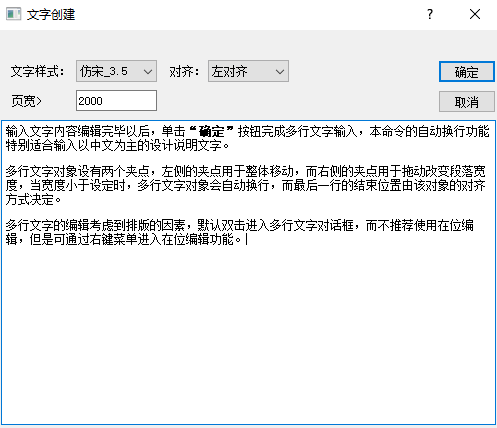 文字创建
?
文字样式: 仿宋_3.5 对齐: 左对齐 确定
页宽> 2000 取消
输入文字内容编辑完毕以后，单击“确定”按钮完成多行文字输入，本命令的自动换行功能
特别适合输入以中文为主的设计说明文字。
多行文字对象设有两个夹点，左侧的夹点用于整体移动，而右侧的夹点用于拖动改变段落宽
度，当宽度小于设定时，多行文字对象会自动换行，而最后一行的结束位置由该对象的对齐
方式决定。
多行文字的编辑考虑到排版的因素，默认双击进入多行文字对话框，而不推荐使用在位编
辑，但是可通过右键菜单进入在位编辑功能。